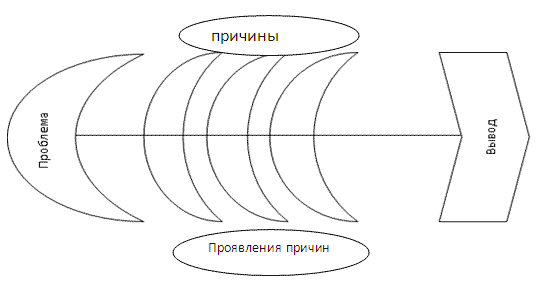 причины
Проблема
Вывод
Проявления причин